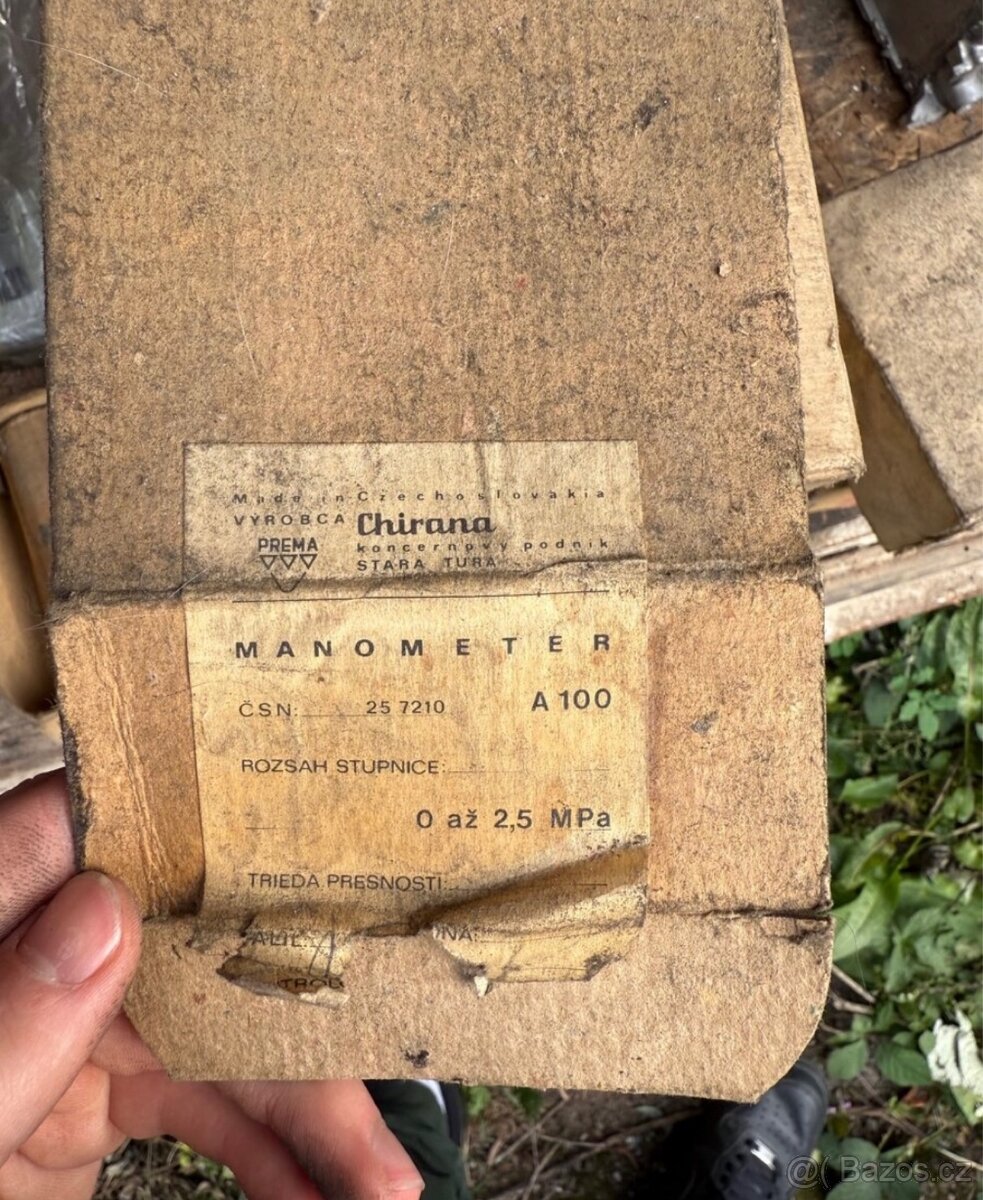 Made in Czechoslovakia
VÝROBCA Chirana
PREMA koncernový podnik
STARÁ TURÁ
MANOMETER
ČSN: 25 7210 A 100
ROZSAH STUPNICE:
0 až 2,5 MPa
TRIEDA PRESNOSTI:
@( Bazos.cz